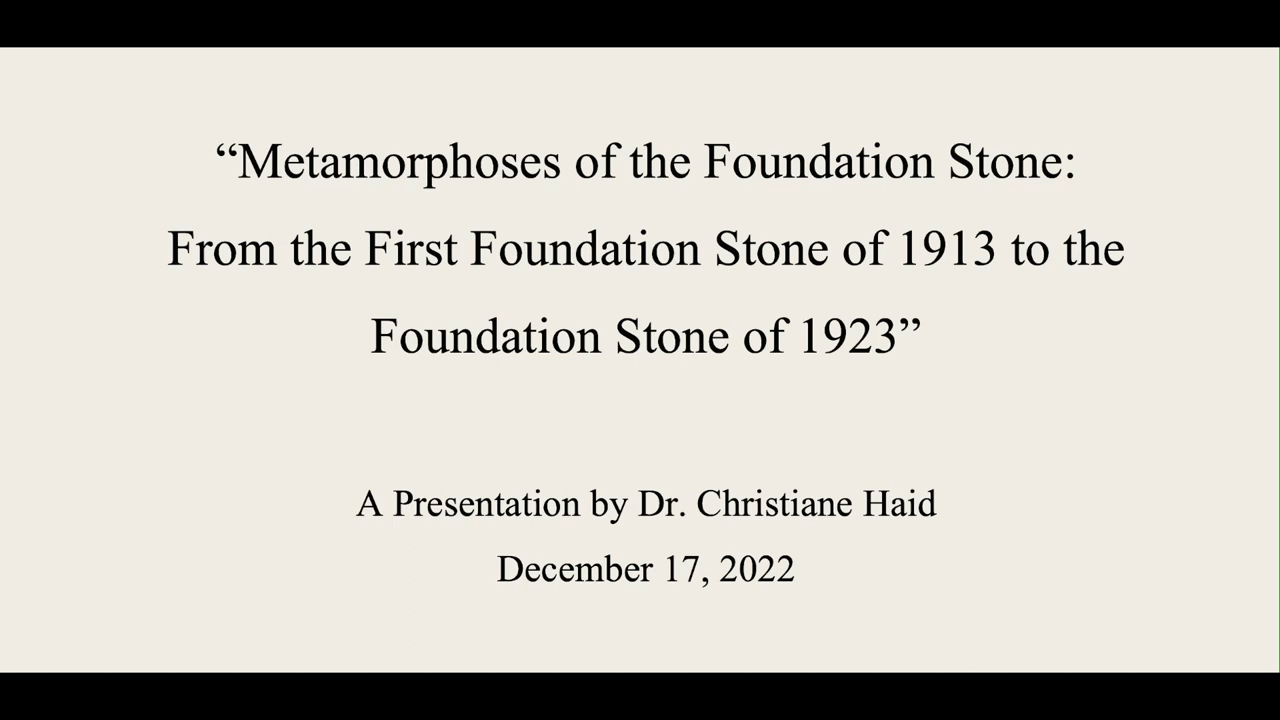 “Metamorphoses of the Foundation Stone:
From the First Foundation Stone of 1913 to the
Foundation Stone of 1923”
A Presentation by Dr. Christiane Haid
December 17, 2022